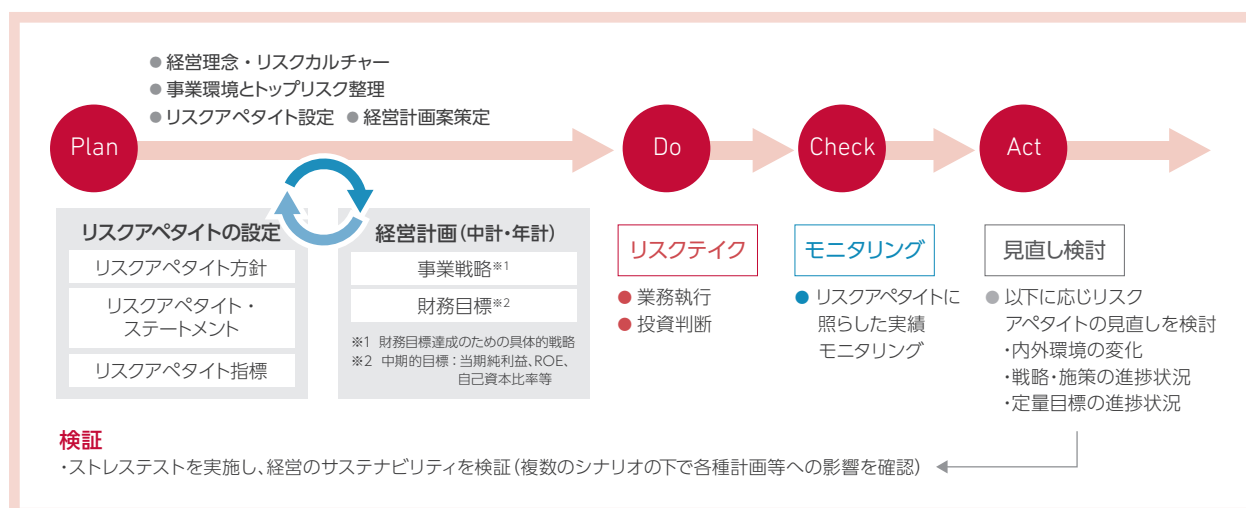 ● 経営理念・リスクカルチャー
● 事業環境とトップリスク整理
● リスクアペタイト設定 ● 経営計画案策定
Plan
Do
Check
Act
リスクアペタイトの設定
リスクアペタイト方針
リスクアペタイト・
ステートメント
リスクアペタイト指標
経営計画(中計・年計)
事業戦略※1
財務目標※2
※1 財務目標達成のための具体的戦略
※2 中期的目標:当期純利益、ROE、
自己資本比率等
リスクテイク
● 業務執行
● 投資判断
モニタリング
● リスクアペタイトに
照らした実績
モニタリング
見直し検討
● 以下に応じリスク
アペタイトの見直しを検討
・内外環境の変化
・戦略・施策の進捗状況
・定量目標の進捗状況
検証
・ストレステストを実施し、経営のサステナビリティを検証(複数のシナリオの下で各種計画等への影響を確認)